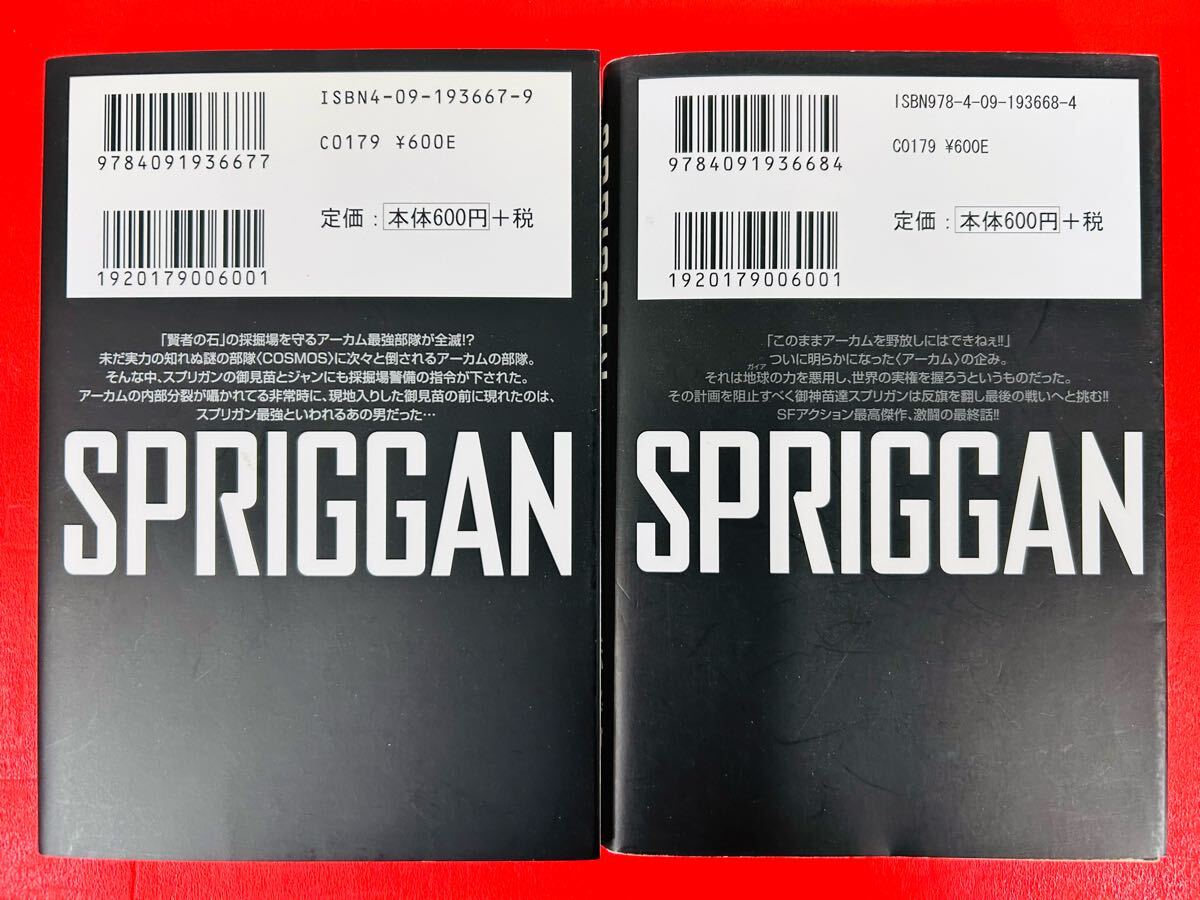 ISBN4-09-193667-9
C0179 ¥600E
9784091936677
定価：本体600円＋税
1920179006001
「賢者の石」の採掘場を守るアーカム最強部隊が全滅!?
未だ実力の知れぬ謎の部隊〈COSMOS〉に次々と倒されるアーカムの部隊。
そんな中、スプリガンの御見苗とジャンにも採掘場警備の指令が下された。
アーカムの内部分裂が囁かれてる非常時に、現地入りした御見苗の前に現れたのは、
スプリガン最強といわれるあの男だった…
SPRIGGAN
ISBN978-4-09-193668-4
C0179 ¥600E
9784091936684
定価：本体600円＋税
1920179006001
「このままアーカムを野放しにはできねぇ!!」
ついに明らかになった〈アーカム〉の企み。
ガイア
それは地球の力を悪用し、世界の実権を握ろうというものだった。
その計画を阻止すべく御神苗達スプリガンは反旗を翻し最後の戦いへと挑む!!
SFアクション最高傑作、激闘の最終話!!
SPRIGGAN